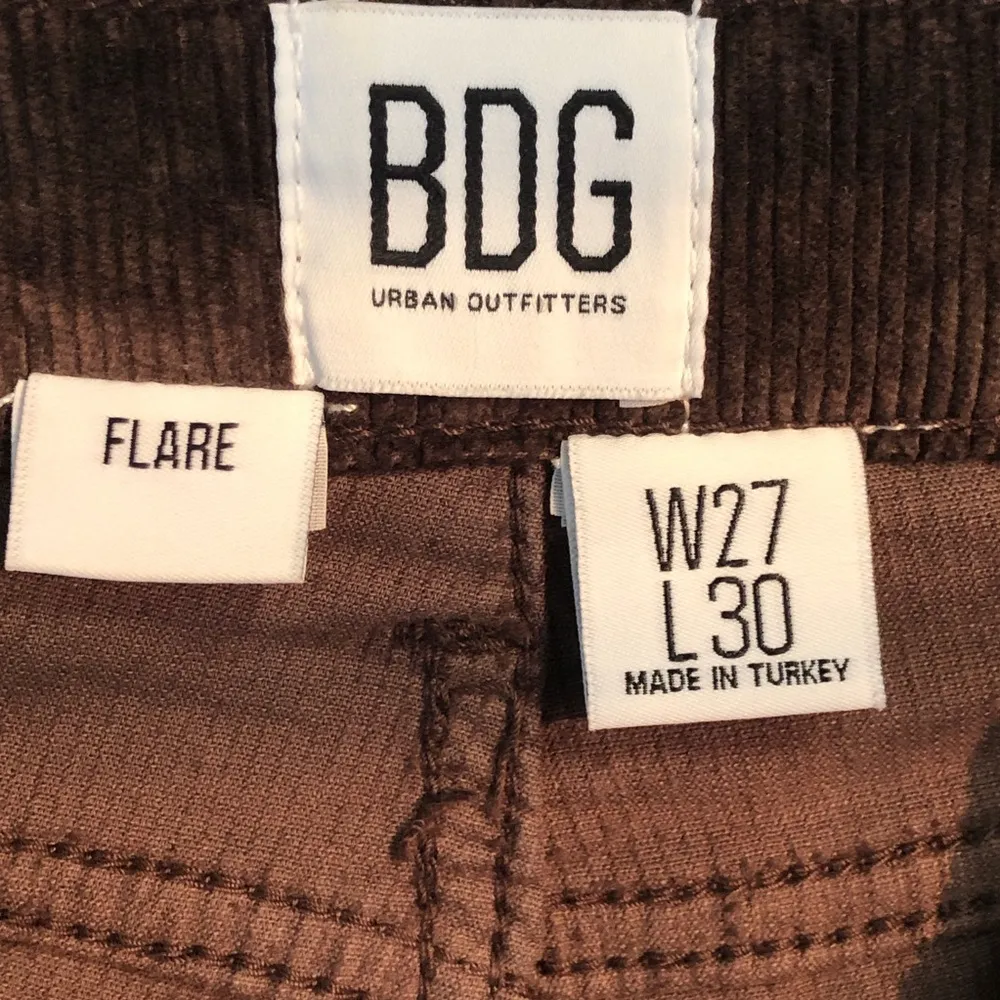 BDG
URBAN OUTFITTERS
FLARE
W27
L30
MADE IN TURKEY